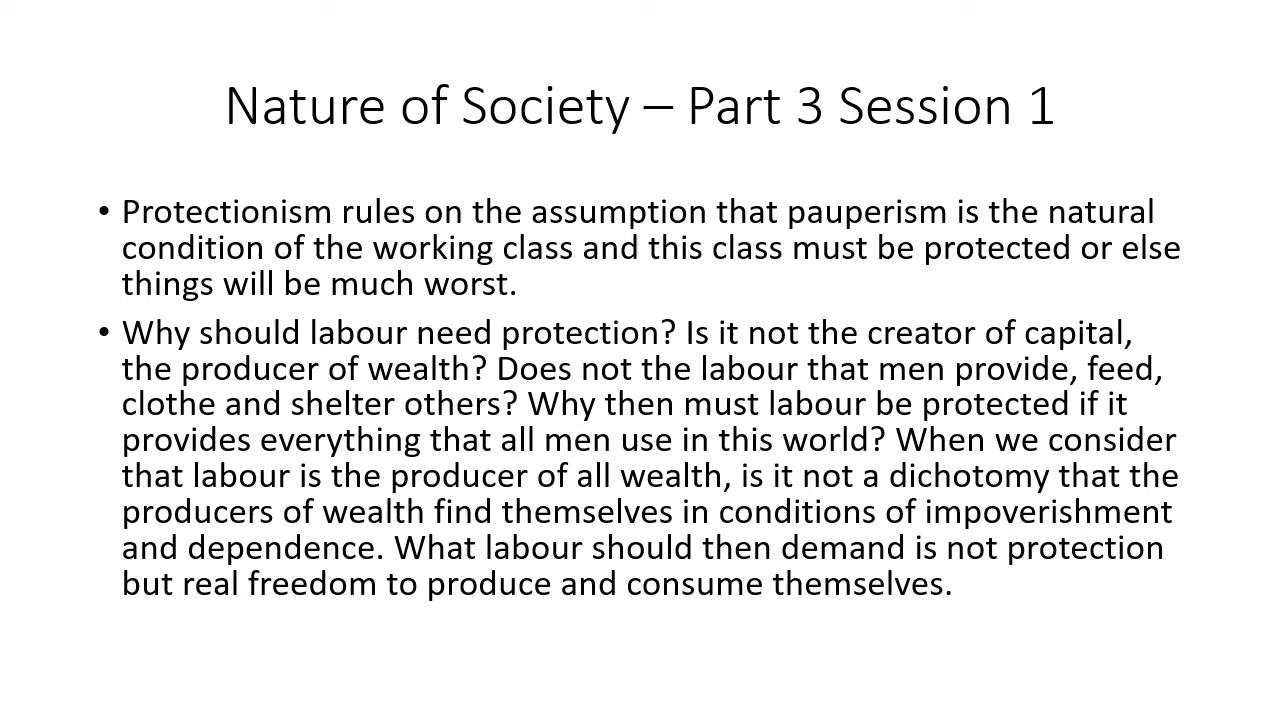 Nature of Society – Part 3 Session 1
• Protectionism rules on the assumption that pauperism is the natural
condition of the working class and this class must be protected or else
things will be much worst.
• Why should labour need protection? Is it not the creator of capital,
the producer of wealth? Does not the labour that men provide, feed,
clothe and shelter others? Why then must labour be protected if it
provides everything that all men use in this world? When we consider
that labour is the producer of all wealth, is it not a dichotomy that the
producers of wealth find themselves in conditions of impoverishment
and dependence. What labour should then demand is not protection
but real freedom to produce and consume themselves.